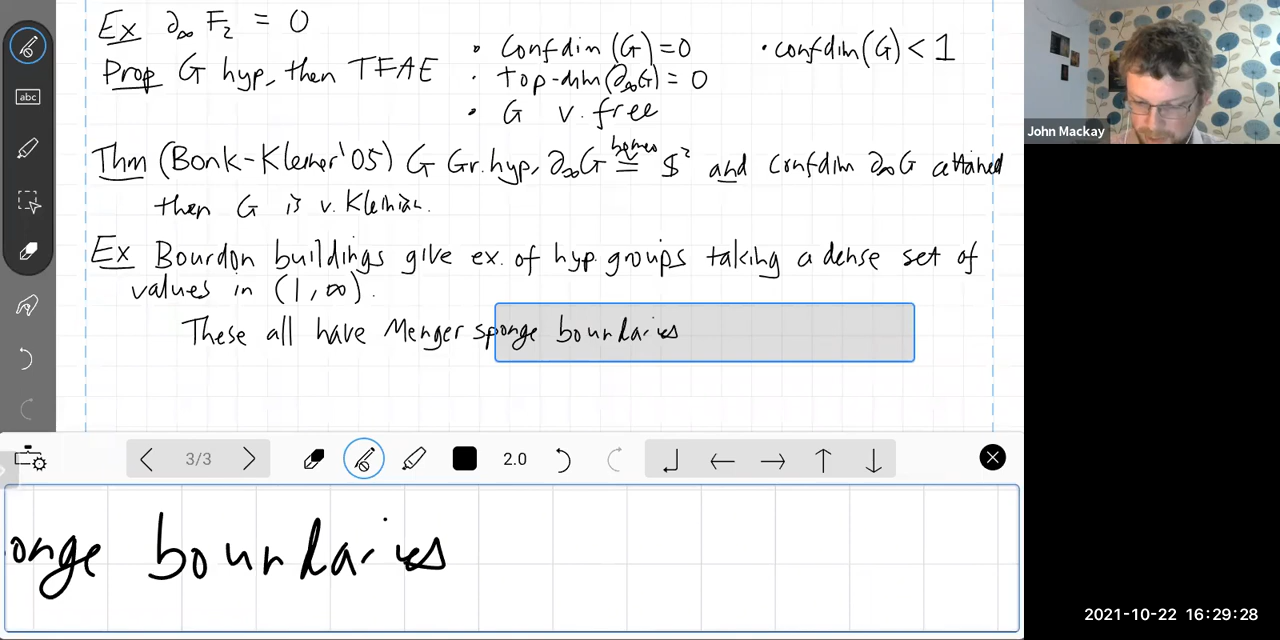 Ex ∂∞ F₂ = 0
Prop G hyp, then TFAE
• Confdim (G) = 0
• confdim(G) < 1
• top-dim(∂∞G) = 0
• G v. free
Thm (Bonk-Kleiner '05) G Gr. hyp, ∂∞G ≅ homeo S² and confdim ∂∞G attained
then G is v. Kleinian.
Ex Bourdon buildings give ex. of hyp groups taking a dense set of
values in (1, ∞).
These all have Menger sponge boundaries
John Mackay
abc
3/3
2.0
onge boundaries
2021-10-22 16:29:28